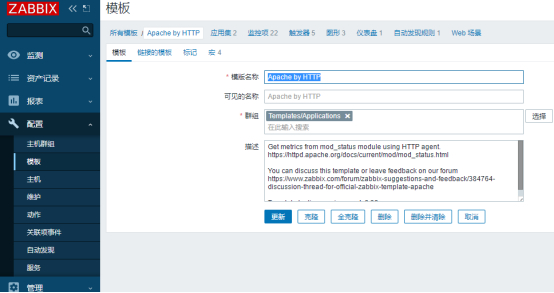 ZABBIX
模板
所有模板 / Apache by HTTP 应用集 2 监控项 22 触发器 5 图形 3 仪表盘 1 自动发现规则 1 Web 场景
模板 链接的模板 标记 宏 4
监测
资产记录
报表
配置
主机群组
模板
主机
维护
动作
关联项事件
自动发现
服务
管理
* 模版名称 Apache by HTTP
可见的名称 Apache by HTTP
* 群组 Templates/Applications 选择
在此输入搜索
描述 Get metrics from mod_status module using HTTP agent
https://httpd.apache.org/docs/current/mod/mod_status.html
You can discuss this template or leave feedback on our forum
https://www.zabbix.com/forum/zabbix-suggestions-and-feedback/384764-
discussion-thread-for-official-zabbix-template-apache
更新 克隆 全克隆 删除 删除并清除 取消